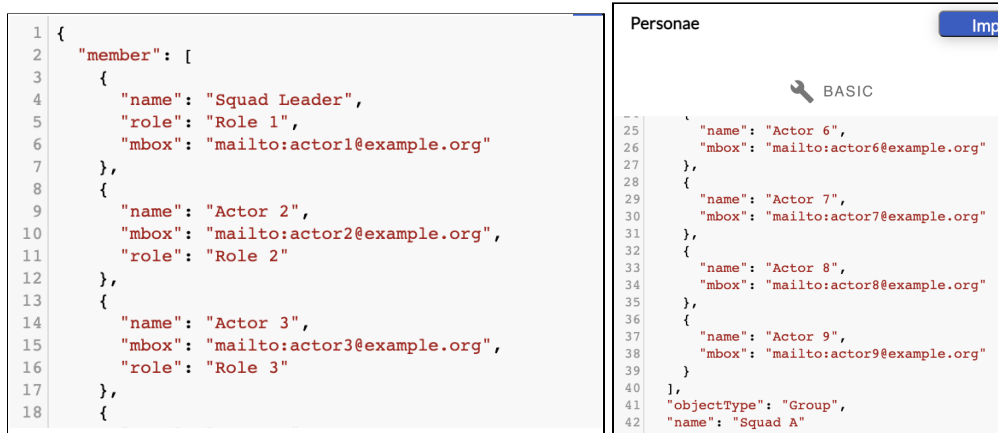 1 {
2 "member": [
3 {
4 "name": "Squad Leader",
5 "role": "Role 1",
6 "mbox": "mailto:actor1@example.org"
7 },
8 {
9 "name": "Actor 2",
10 "mbox": "mailto:actor2@example.org",
11 "role": "Role 2"
12 },
13 {
14 "name": "Actor 3",
15 "mbox": "mailto:actor3@example.org",
16 "role": "Role 3"
17 },
18 {
Personae
Imp
BASIC
25 "name": "Actor 6",
26 "mbox": "mailto:actor6@example.org"
27 },
28 {
29 "name": "Actor 7",
30 "mbox": "mailto:actor7@example.org"
31 },
32 {
33 "name": "Actor 8",
34 "mbox": "mailto:actor8@example.org"
35 },
36 {
37 "name": "Actor 9",
38 "mbox": "mailto:actor9@example.org"
39 }
40 ],
41 "objectType": "Group",
42 "name": "Squad A"